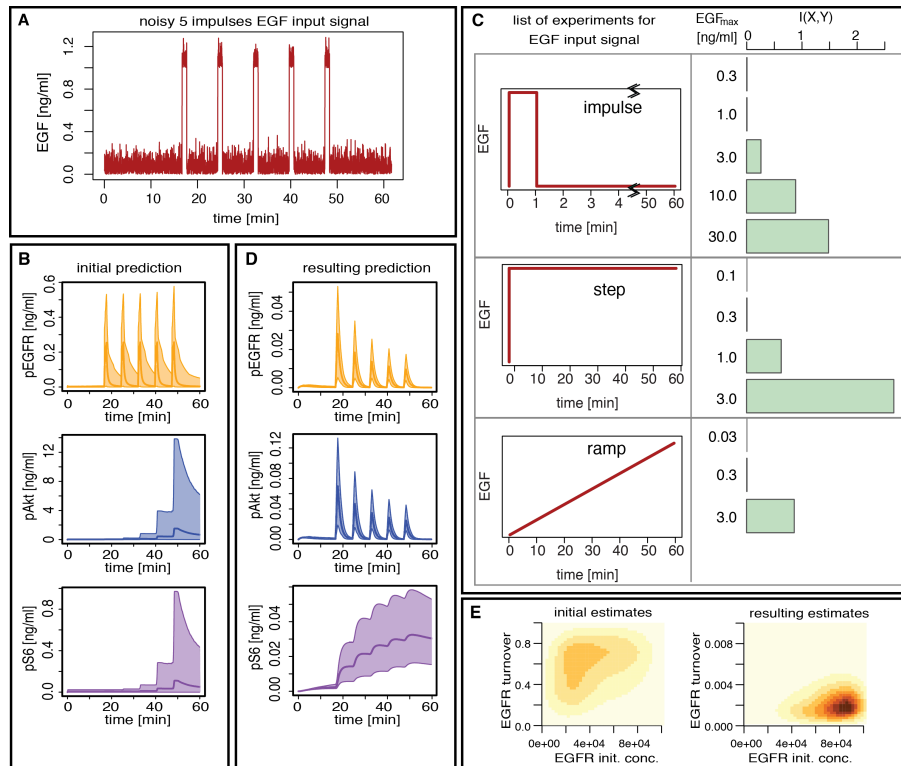 A
noisy 5 impulses EGF input signal
EGF [ng/ml]
0.0 0.4 0.8 1.2
0 10 20 30 40 50 60
time [min]
B
initial prediction
pEGFR [ng/ml]
0.0 0.2 0.4 0.6
0 20 40 60
time [min]
pAkt [ng/ml]
0 4 8 12
0 20 40 60
time [min]
pS6 [ng/ml]
0.0 0.4 0.8
0 20 40 60
time [min]
D
resulting prediction
pEGFR [ng/ml]
0.00 0.02 0.04
0 20 40 60
time [min]
pAkt [ng/ml]
0.00 0.04 0.08 0.12
0 20 40 60
time [min]
pS6 [ng/ml]
0.00 0.02 0.04
0 20 40 60
time [min]
C
list of experiments for
EGF input signal
EGFmax
[ng/ml]
I(X,Y)
0 1 2
EGF
impulse
0 1 10 20 30 40 50 60
time [min]
0.3
1.0
3.0
10.0
30.0
EGF
step
0 10 20 30 40 50 60
time [min]
0.1
0.3
1.0
3.0
EGF
ramp
0 10 20 30 40 50 60
time [min]
0.03
0.3
3.0
E
initial estimates
EGFR turnover
0.0 0.4 0.8
0e+00 4e+04 8e+04
EGFR init. conc.
resulting estimates
EGFR turnover
0.000 0.004 0.008
0e+00 4e+04 8e+04
EGFR init. conc.